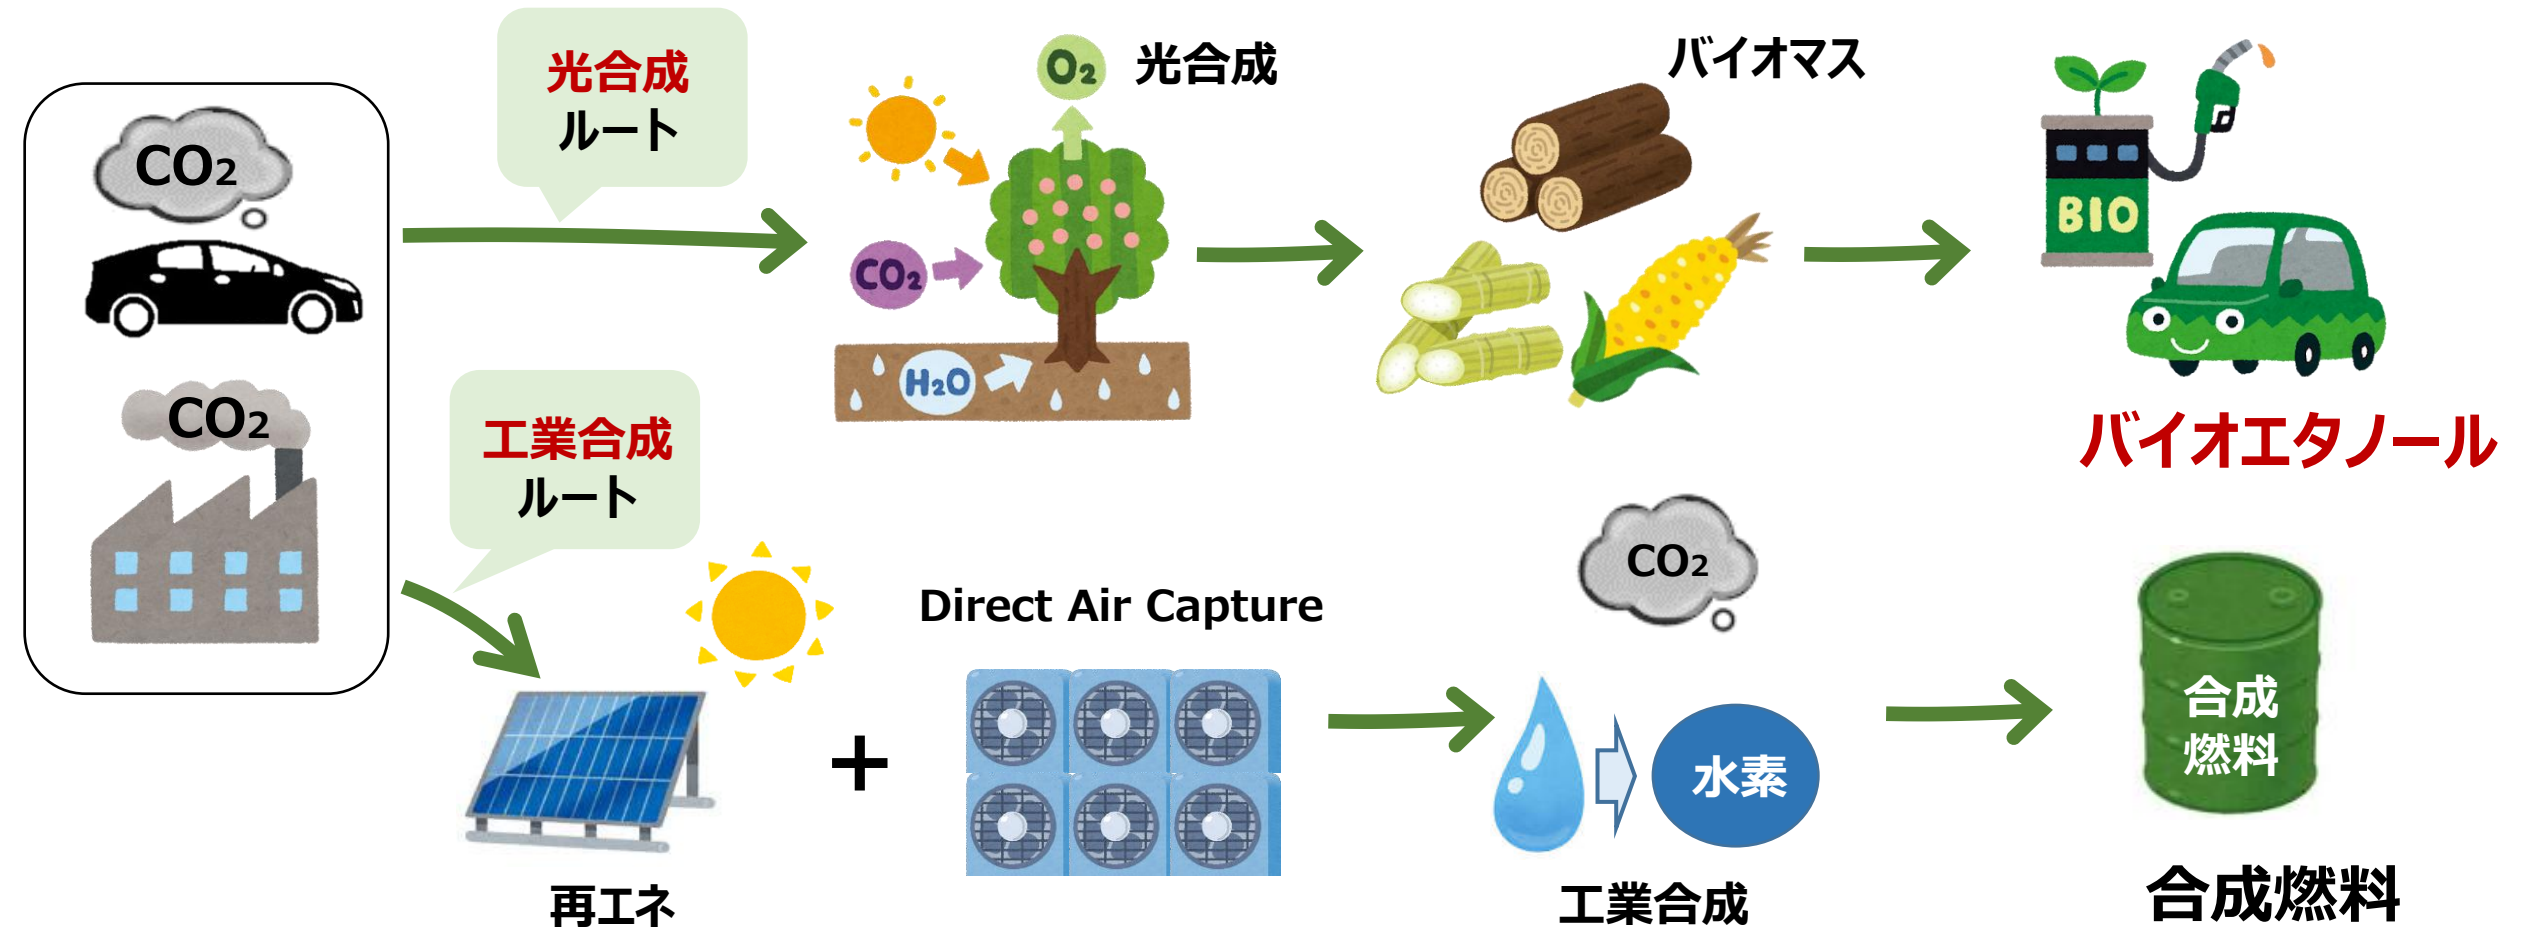 CO2
CO2
光合成
ルート
工業合成
ルート
O2
光合成
CO2
H2O
バイオマス
BIO
バイオエタノール
再エネ
+
Direct Air Capture
CO2
水素
工業合成
合成
燃料
合成燃料